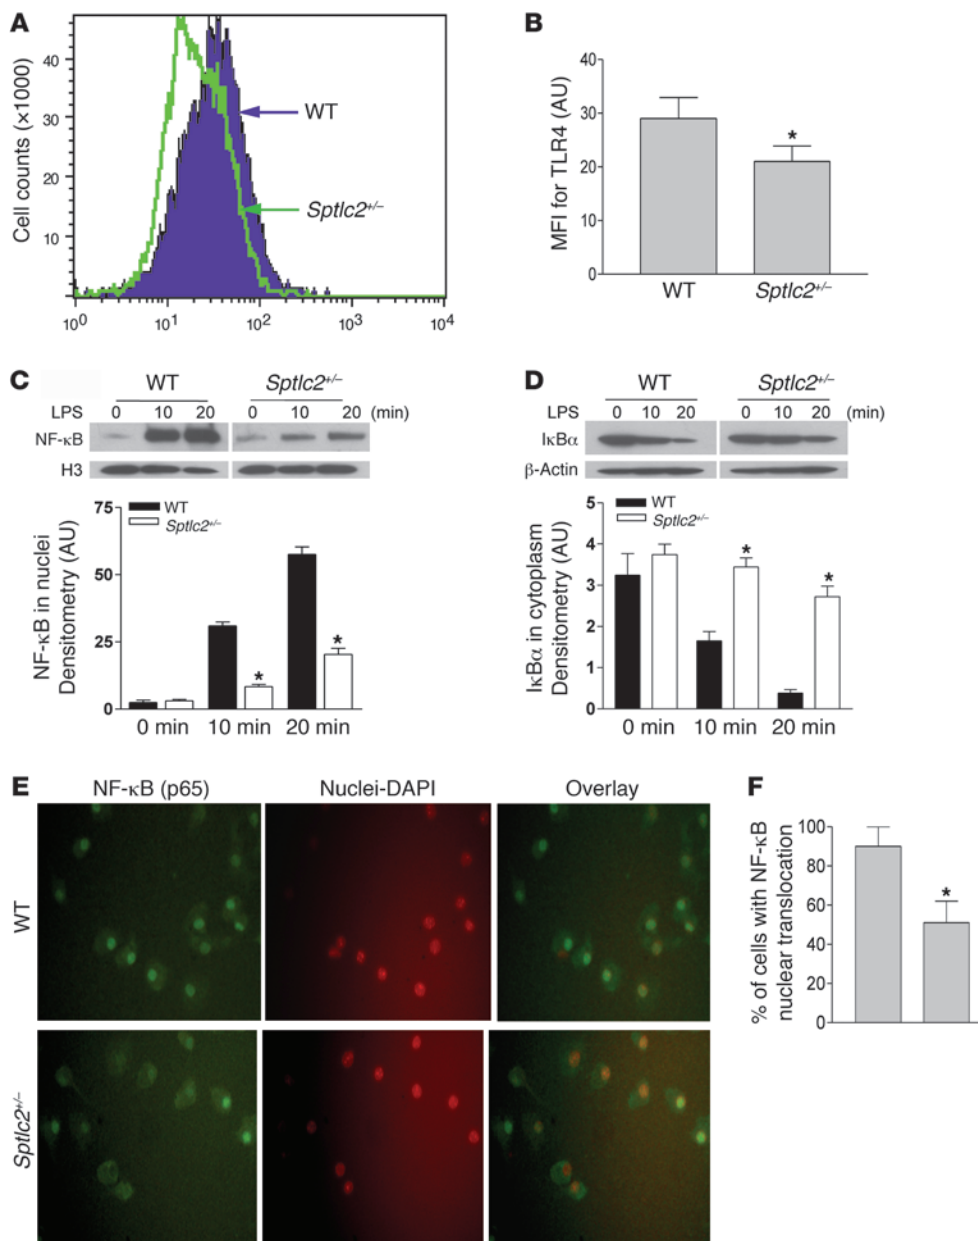 A
Cell counts (×1000)
40
30
20
10
10⁰ 10¹ 10² 10³ 10⁴
WT
Sptlc2+/–
B
MFI for TLR4 (AU)
40
30
20
10
0
WT Sptlc2+/–
*
C
WT Sptlc2+/–
LPS 0 10 20 0 10 20 (min)
NF-κB
H3
WT
Sptlc2+/–
NF-κB in nuclei
Densitometry (AU)
75
50
25
0
*
*
0 min 10 min 20 min
D
WT Sptlc2+/–
LPS 0 10 20 0 10 20 (min)
IκBα
β-Actin
WT
Sptlc2+/–
IκBα in cytoplasm
Densitometry (AU)
5
4
3
2
1
0
*
*
0 min 10 min 20 min
E
NF-κB (p65) Nuclei-DAPI Overlay
WT
Sptlc2+/–
F
% of cells with NF-κB
nuclear translocation
100
80
60
40
20
0
*